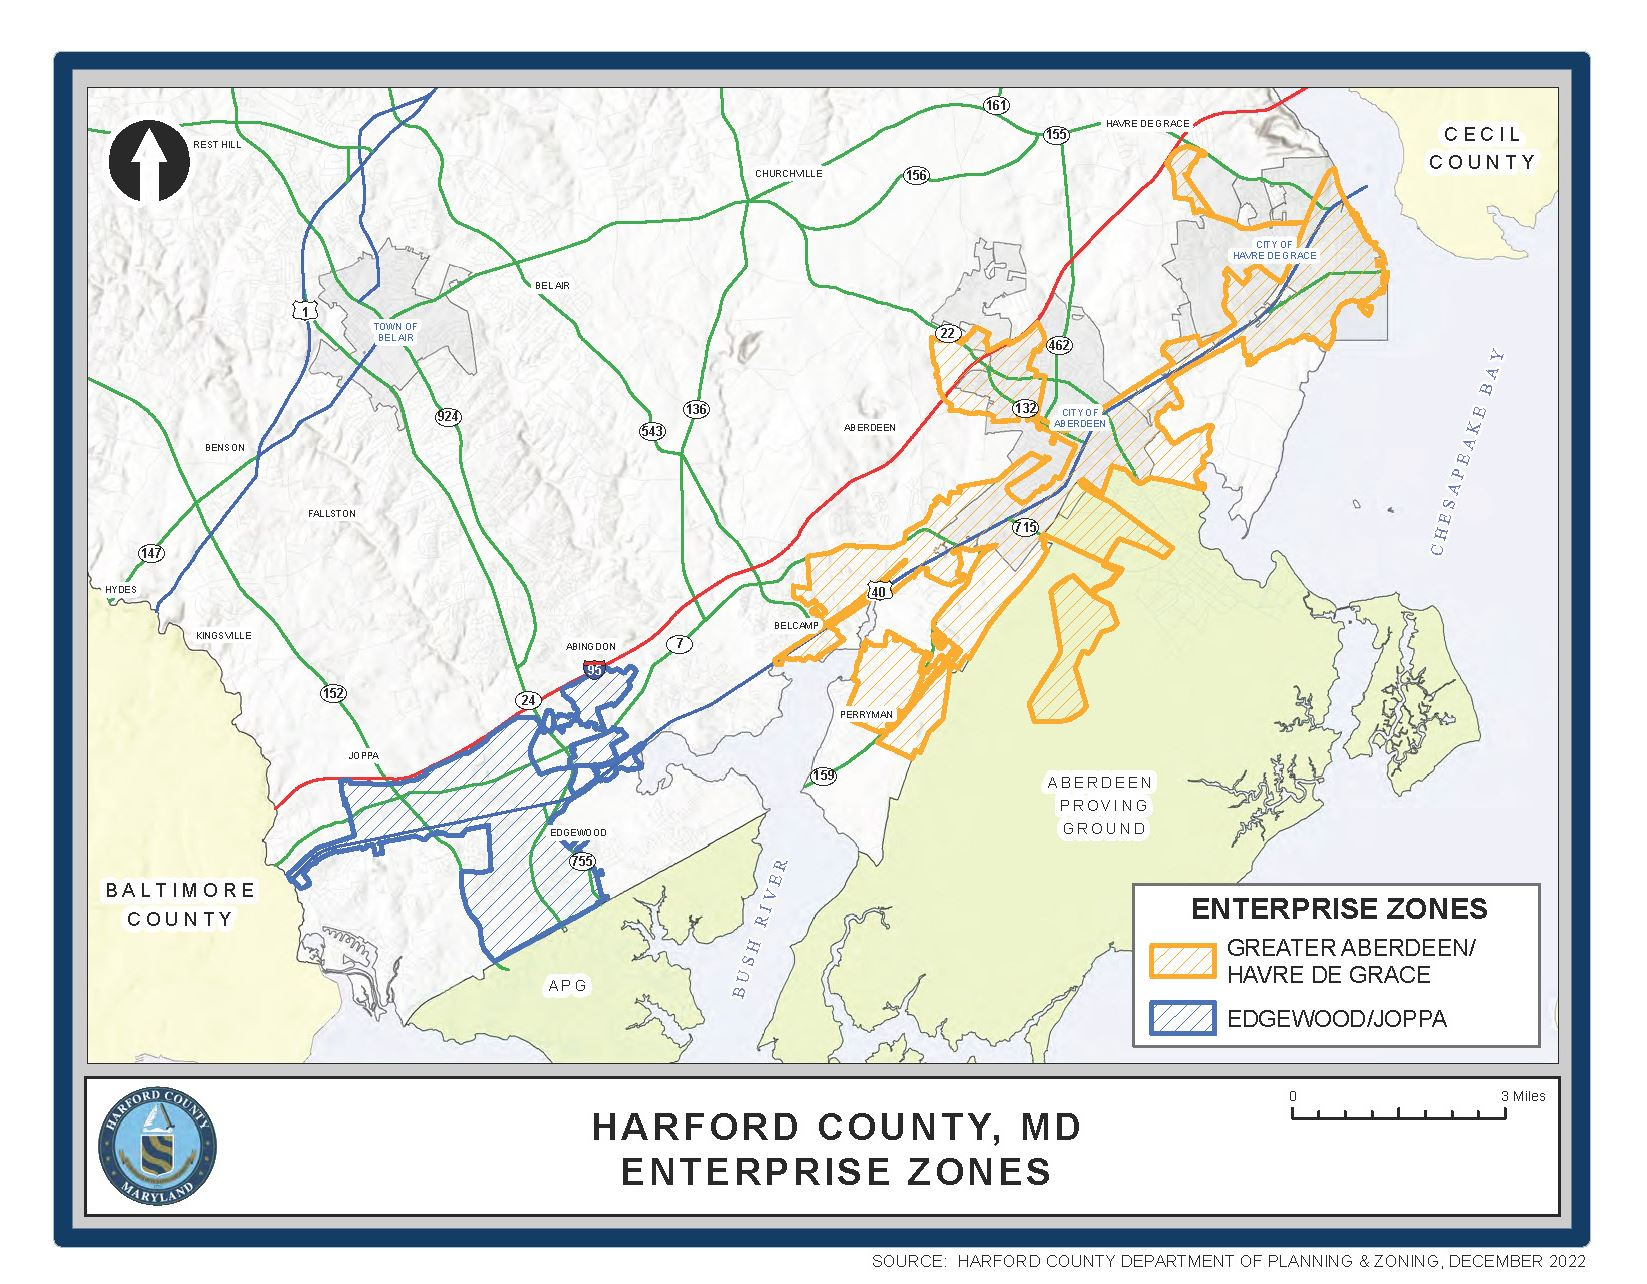 161
155
HAVRE DE GRACE
CECIL
COUNTY
REST HILL
CHURCHVILLE
156
CITY OF
HAVRE DE GRACE
BEL AIR
1
TOWN OF
BEL AIR
22
462
924
136
132
CITY OF
ABERDEEN
543
ABERDEEN
BENSON
CHESAPEAKE BAY
FALLSTON
715
147
HYDES
40
KINGSVILLE
BELCAMP
ABINGDON
7
95
152
24
PERRYMAN
JOPPA
159
ABERDEEN
PROVING
GROUND
EDGEWOOD
755
BALTIMORE
COUNTY
BUSH RIVER
APG
ENTERPRISE ZONES
GREATER ABERDEEN/
HAVRE DE GRACE
EDGEWOOD/JOPPA
HARFORD COUNTY
MARYLAND
HARFORD COUNTY, MD
ENTERPRISE ZONES
0 3 Miles
SOURCE: HARFORD COUNTY DEPARTMENT OF PLANNING & ZONING, DECEMBER 2022